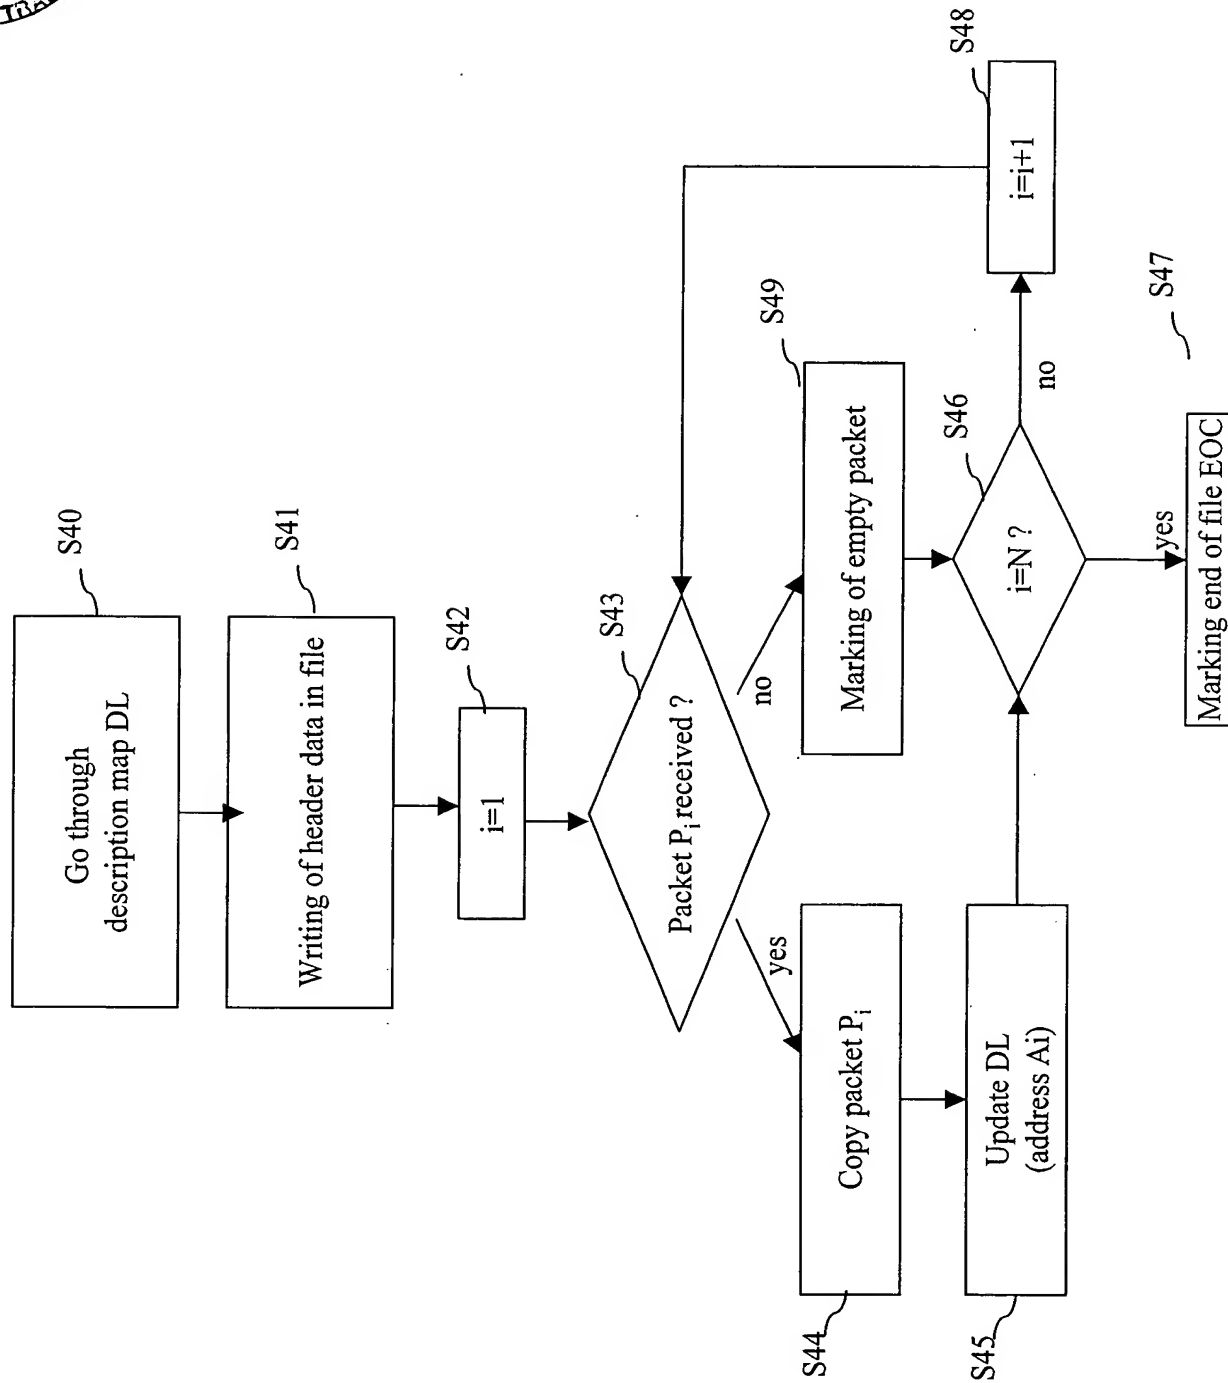 TRA
S40
Go through
description map DL
S41
Writing of header data in file
S42
i=1
S43
Packet Pi received ?
yes
no
S44
Copy packet Pi
S49
Marking of empty packet
S45
Update DL
(address Ai)
S46
i=N ?
no
S48
i=i+1
yes
S47
Marking end of file EOC